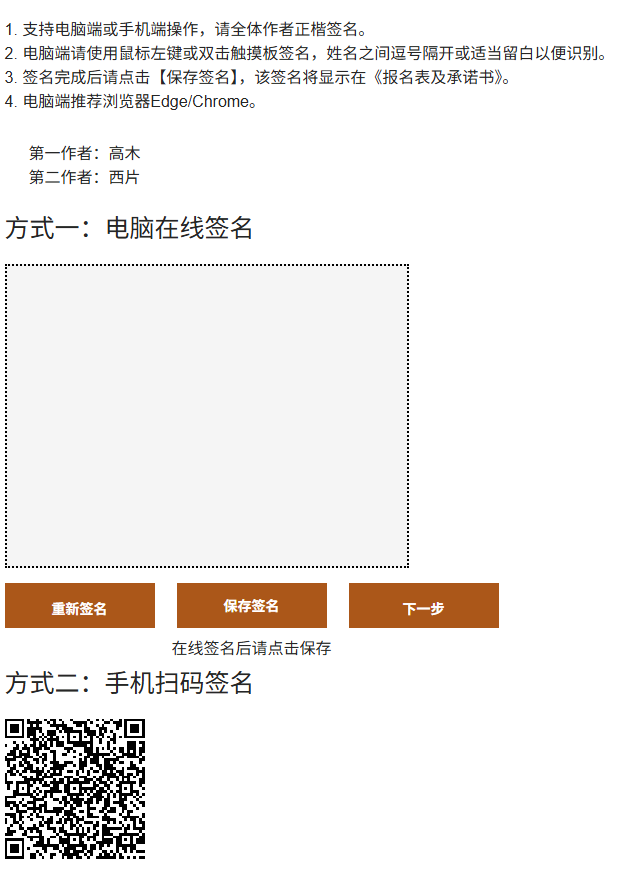 1. 支持电脑端或手机端操作，请全体作者正楷签名。
2. 电脑端请使用鼠标左键或双击触摸板签名，姓名之间逗号隔开或适当留白以便识别。
3. 签名完成后请点击【保存签名】，该签名将显示在《报名表及承诺书》。
4. 电脑端推荐浏览器Edge/Chrome。
第一作者：高木
第二作者：西片
方式一：电脑在线签名
重新签名 保存签名 下一步
在线签名后请点击保存
方式二：手机扫码签名